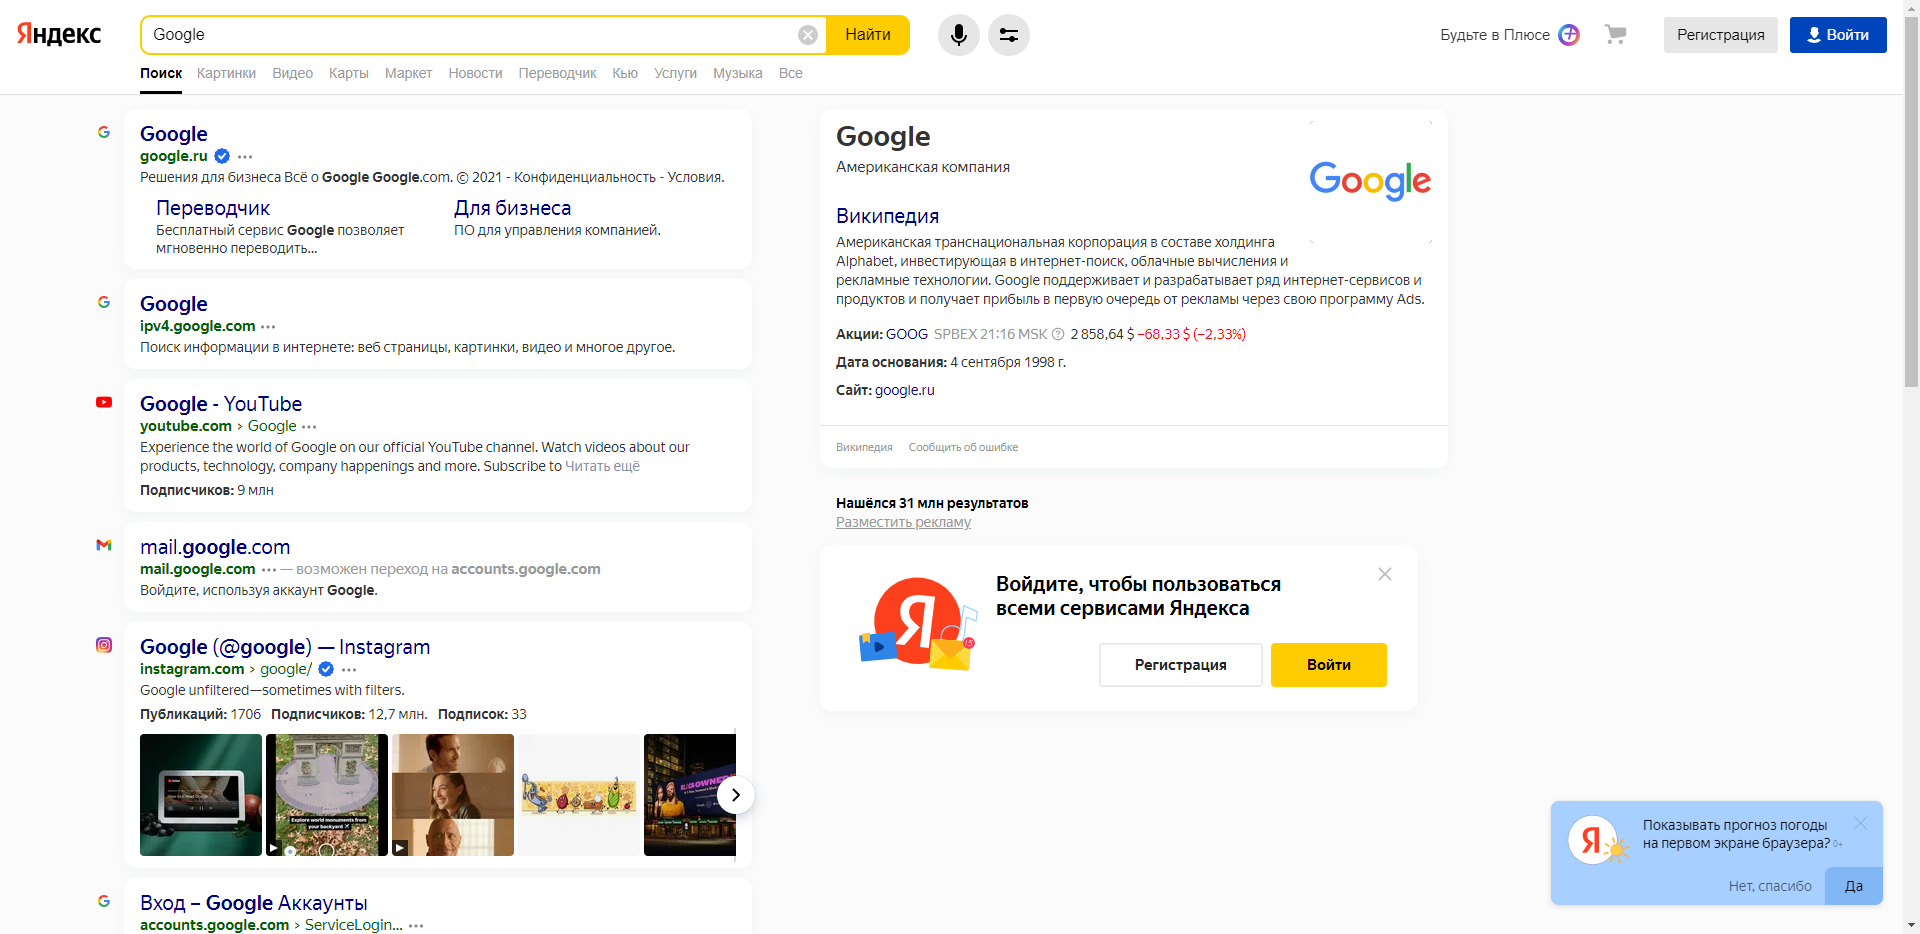 Яндекс
Google
Найти
Будьте в Плюсе
Регистрация
Войти
Поиск Картинки Видео Карты Маркет Новости Переводчик Кью Услуги Музыка Все
Google
google.ru
Решения для бизнеса Всё о Google Google.com. © 2021 - Конфиденциальность - Условия.
Переводчик
Бесплатный сервис Google позволяет
мгновенно переводить...
Для бизнеса
ПО для управления компанией.
Google
ipv4.google.com
Поиск информации в интернете: веб страницы, картинки, видео и многое другое.
Google - YouTube
youtube.com › Google
Experience the world of Google on our official YouTube channel. Watch videos about our
products, technology, company happenings and more. Subscribe to Читать ещё
Подписчиков: 9 млн
mail.google.com
mail.google.com — возможен переход на accounts.google.com
Войдите, используя аккаунт Google.
Google (@google) — Instagram
instagram.com › google/
Google unfiltered—sometimes with filters.
Публикаций: 1706 Подписчиков: 12,7 млн. Подписок: 33
Explore world monuments from
your backyard
Вход – Google Аккаунты
accounts.google.com › ServiceLogin...
Google
Американская компания
Google
Википедия
Американская транснациональная корпорация в составе холдинга
Alphabet, инвестирующая в интернет-поиск, облачные вычисления и
рекламные технологии. Google поддерживает и разрабатывает ряд интернет-сервисов и
продуктов и получает прибыль в первую очередь от рекламы через свою программу Ads.
Акции: GOOG SPBEX 21:16 MSK 2 858,64 $ −68,33 $ (−2,33%)
Дата основания: 4 сентября 1998 г.
Сайт: google.ru
Википедия Сообщить об ошибке
Нашёлся 31 млн результатов
Разместить рекламу
Я
Войдите, чтобы пользоваться
всеми сервисами Яндекса
Регистрация
Войти
Я
Показывать прогноз погоды
на первом экране браузера? 0+
Нет, спасибо
Да